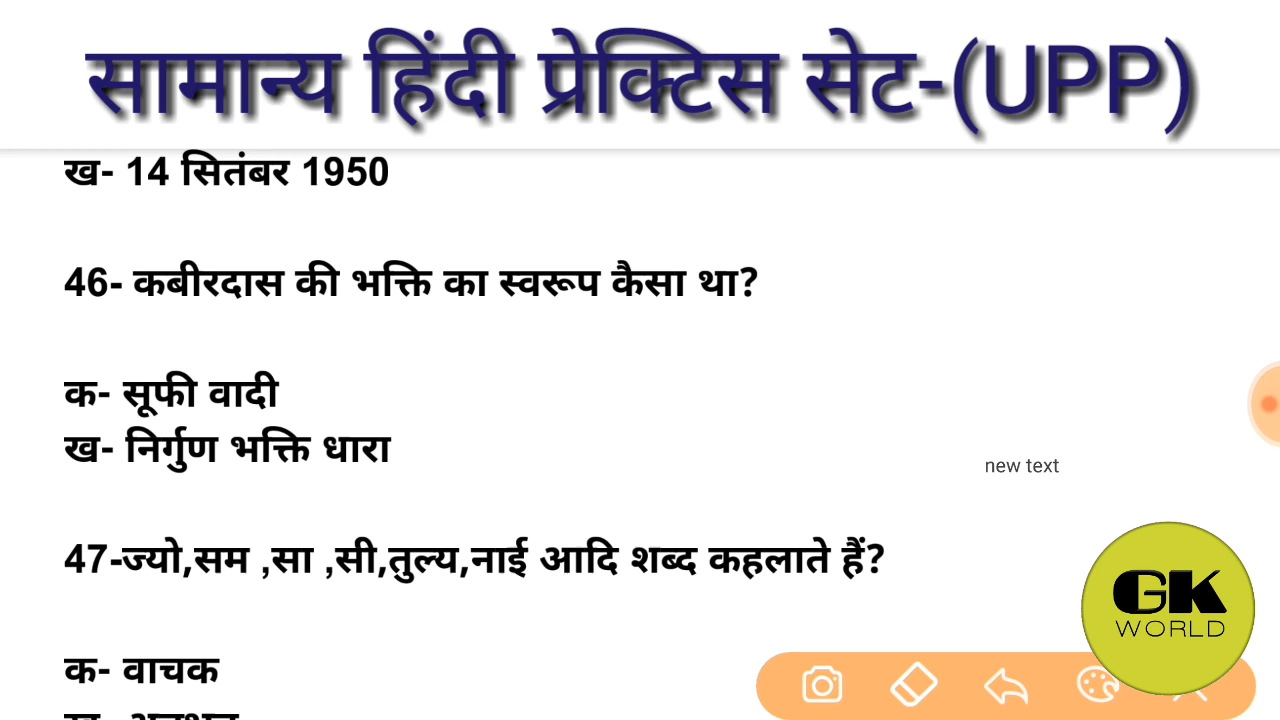 सामान्य हिंदी प्रेक्टिस सेट-(UPP)
ख- 14 सितंबर 1950
46- कबीरदास की भक्ति का स्वरूप कैसा था?
क- सूफी वादी
ख- निर्गुण भक्ति धारा
new text
47-ज्यो,सम ,सा ,सी,तुल्य,नाई आदि शब्द कहलाते हैं?
GK
WORLD
क- वाचक